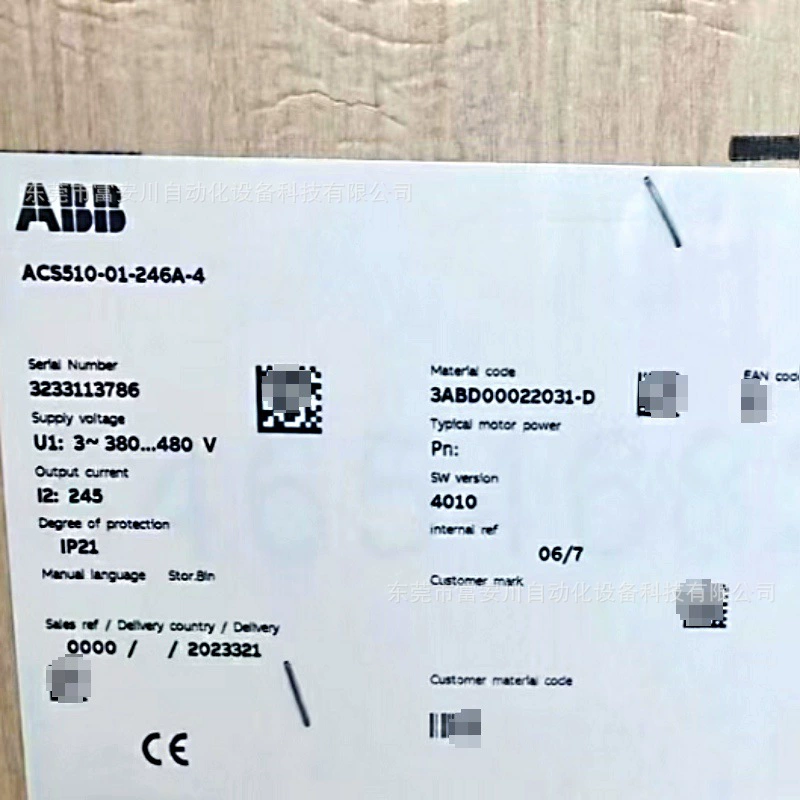 东莞市富安川自动化设备科技有限公司
ABB
ACS510-01-246A-4
Serial Number
3233113786
Supply voltage
U1: 3~ 380...480 V
Output current
I2: 245
Degree of protection
IP21
Manual language Stor.Bin
Sales ref / Delivery country / Delivery
0000 / / 2023321
Material code
3ABD00022031-D
EAN cod
Typical motor power
Pn:
SW version
4010
internal ref
06/7
Customer mark
东莞市富安川自动化设备科技有限公司
Customer material code
CE